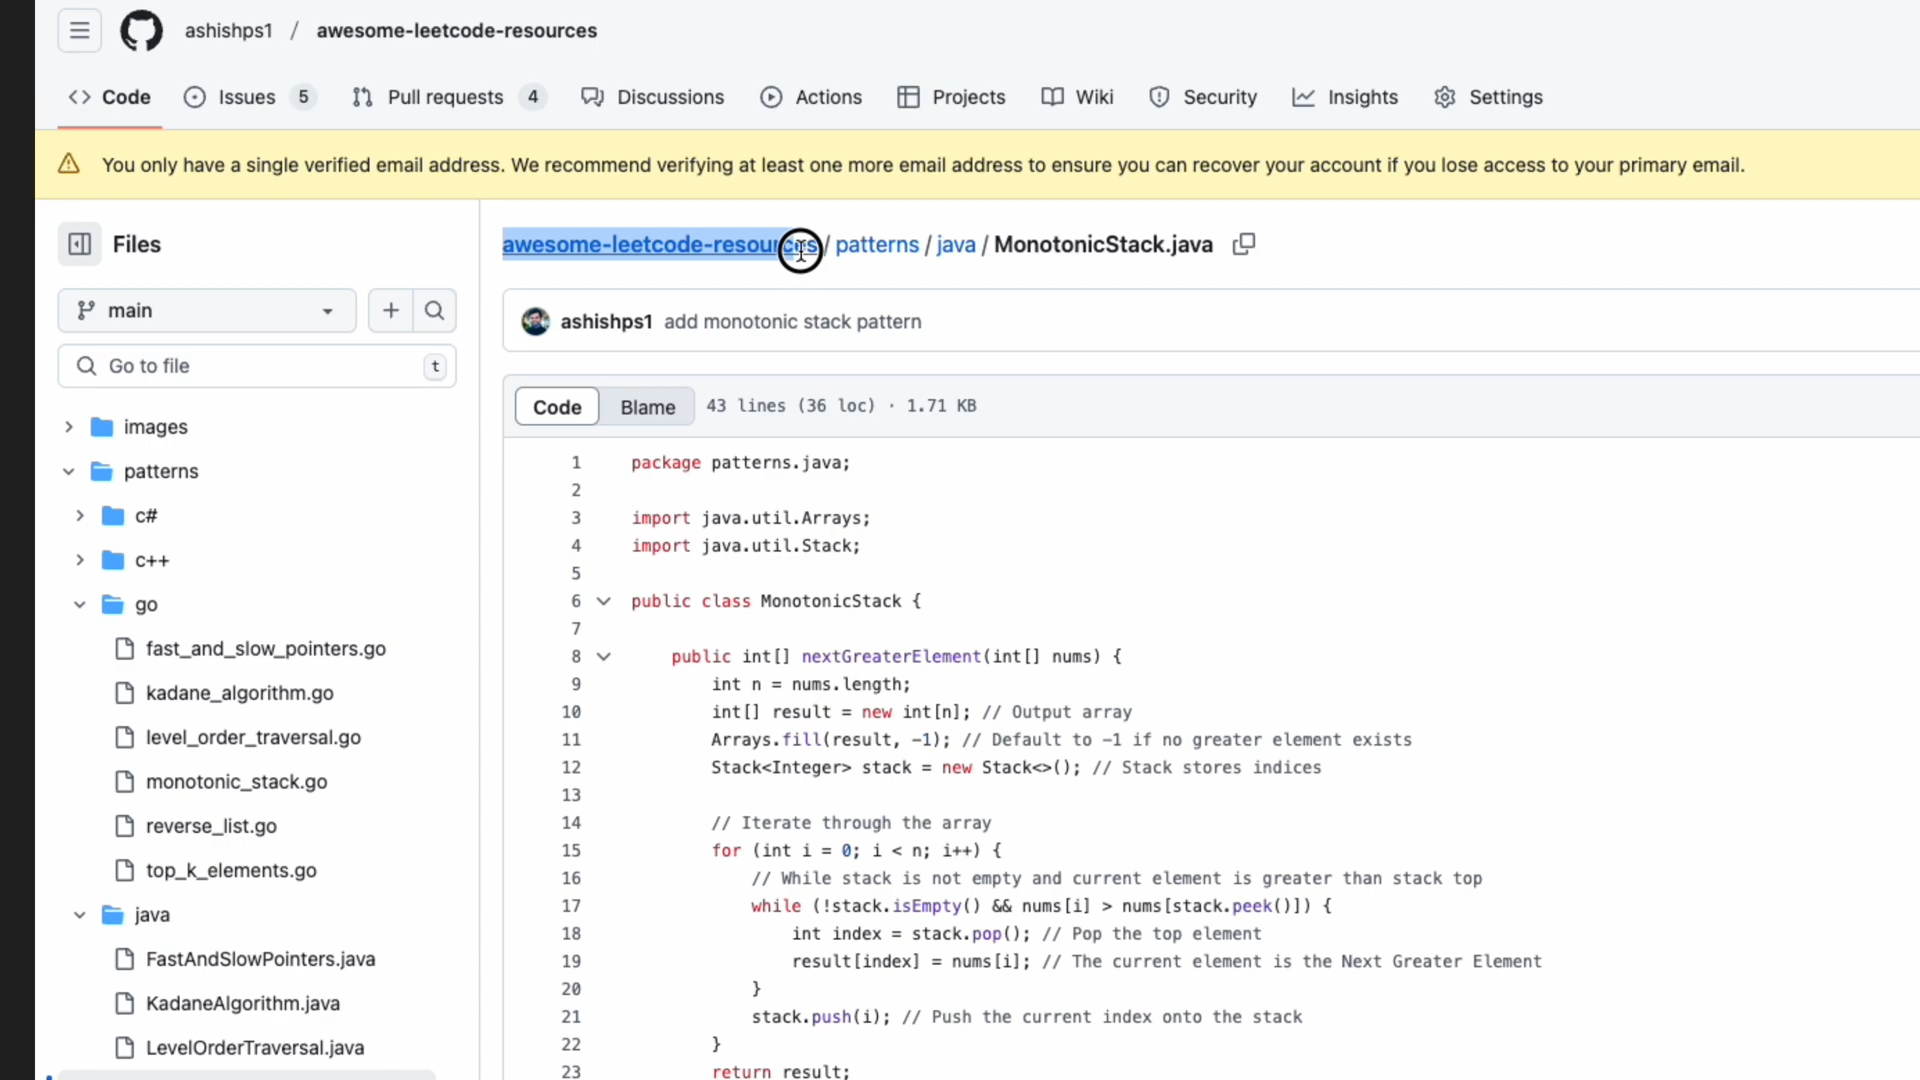 ashishps1 / awesome-leetcode-resources
Code Issues 5 Pull requests 4 Discussions Actions Projects Wiki Security Insights Settings
You only have a single verified email address. We recommend verifying at least one more email address to ensure you can recover your account if you lose access to your primary email.
Files
main
Go to file t
images
patterns
c#
c++
go
fast_and_slow_pointers.go
kadane_algorithm.go
level_order_traversal.go
monotonic_stack.go
reverse_list.go
top_k_elements.go
java
FastAndSlowPointers.java
KadaneAlgorithm.java
LevelOrderTraversal.java
awesome-leetcode-resources / patterns / java / MonotonicStack.java
ashishps1 add monotonic stack pattern
Code Blame 43 lines (36 loc) · 1.71 KB
1 package patterns.java;
2
3 import java.util.Arrays;
4 import java.util.Stack;
5
6 public class MonotonicStack {
7
8 public int[] nextGreaterElement(int[] nums) {
9 int n = nums.length;
10 int[] result = new int[n]; // Output array
11 Arrays.fill(result, -1); // Default to -1 if no greater element exists
12 Stack<Integer> stack = new Stack<>(); // Stack stores indices
13
14 // Iterate through the array
15 for (int i = 0; i < n; i++) {
16 // While stack is not empty and current element is greater than stack top
17 while (!stack.isEmpty() && nums[i] > nums[stack.peek()]) {
18 int index = stack.pop(); // Pop the top element
19 result[index] = nums[i]; // The current element is the Next Greater Element
20 }
21 stack.push(i); // Push the current index onto the stack
22 }
23 return result;